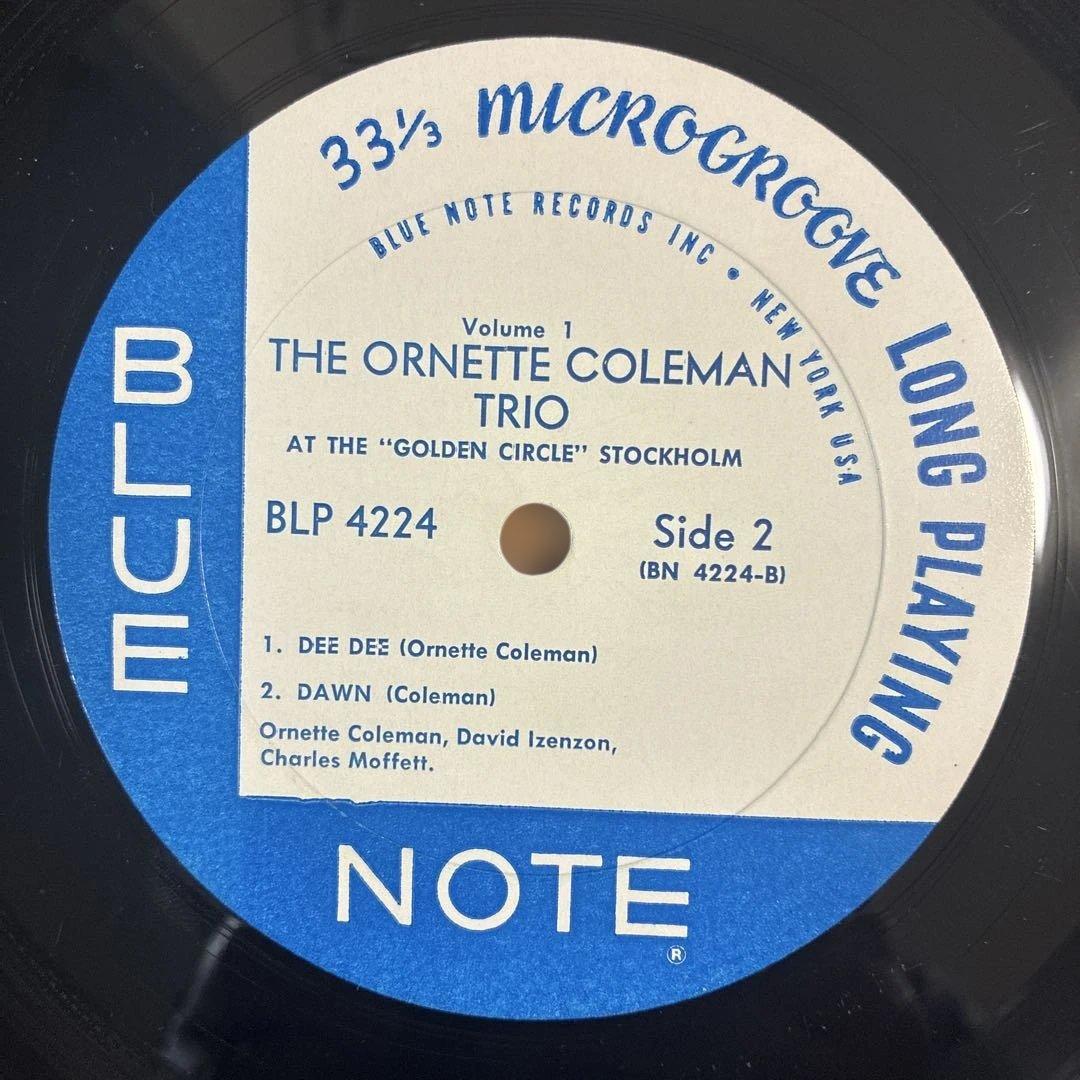 33⅓ MICROGROOVE LONG PLAYING
BLUE NOTE RECORDS INC • NEW YORK USA
Volume 1
THE ORNETTE COLEMAN
TRIO
AT THE “GOLDEN CIRCLE” STOCKHOLM
BLP 4224
Side 2
(BN 4224-B)
1. DEE DEE (Ornette Coleman)
2. DAWN (Coleman)
Ornette Coleman, David Izenzon,
Charles Moffett.
BLUE
NOTE
®